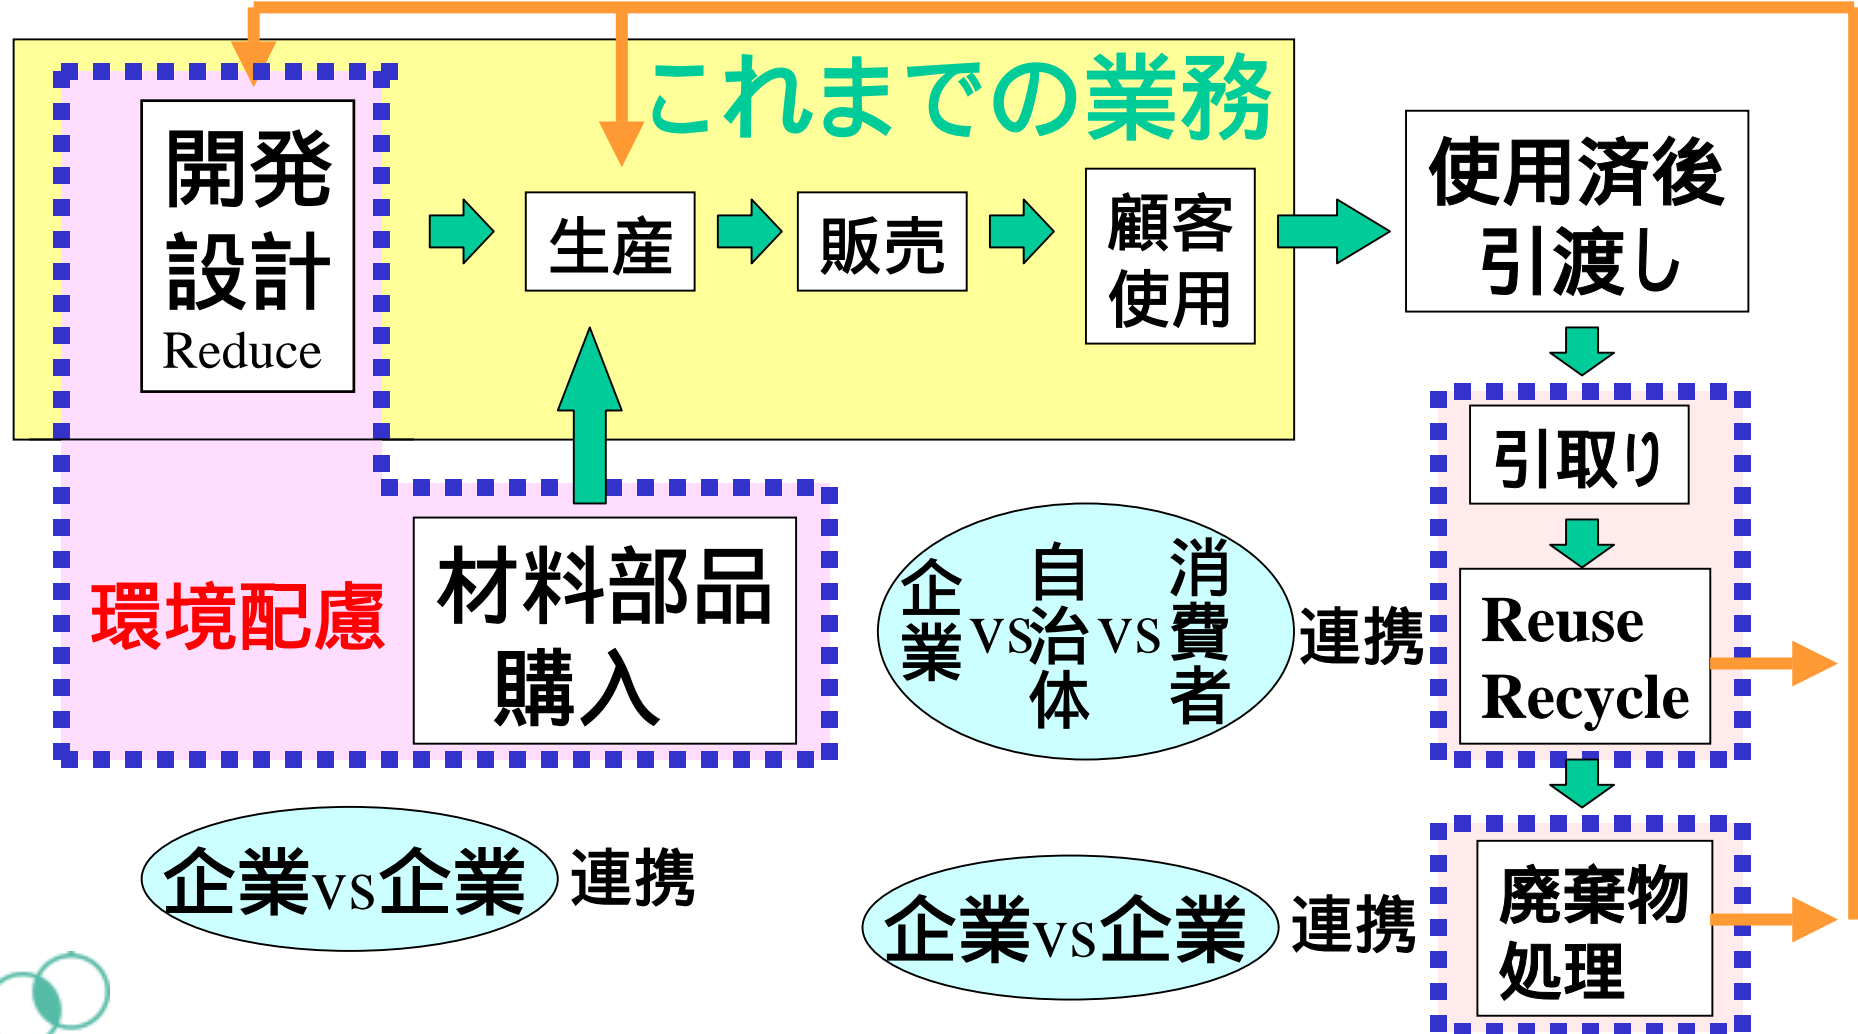 これまでの業務
開発
設計
Reduce
生産
販売
顧客
使用
使用済後
引渡し
引取り
Reuse
Recycle
廃棄物
処理
環境配慮
材料部品
購入
企業vs自治体vs消費者
連携
企業vs企業
連携
企業vs企業
連携